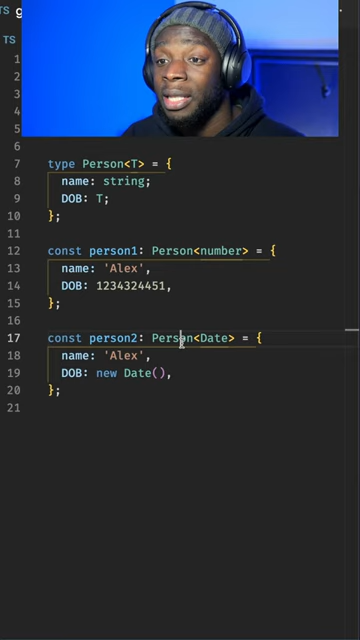 TS g
TS
1
2
3
4
5
6
7 type Person<T> = {
8 name: string;
9 DOB: T;
10 };
11
12 const person1: Person<number> = {
13 name: 'Alex',
14 DOB: 1234324451,
15 };
16
17 const person2: Person<Date> = {
18 name: 'Alex',
19 DOB: new Date(),
20 };
21